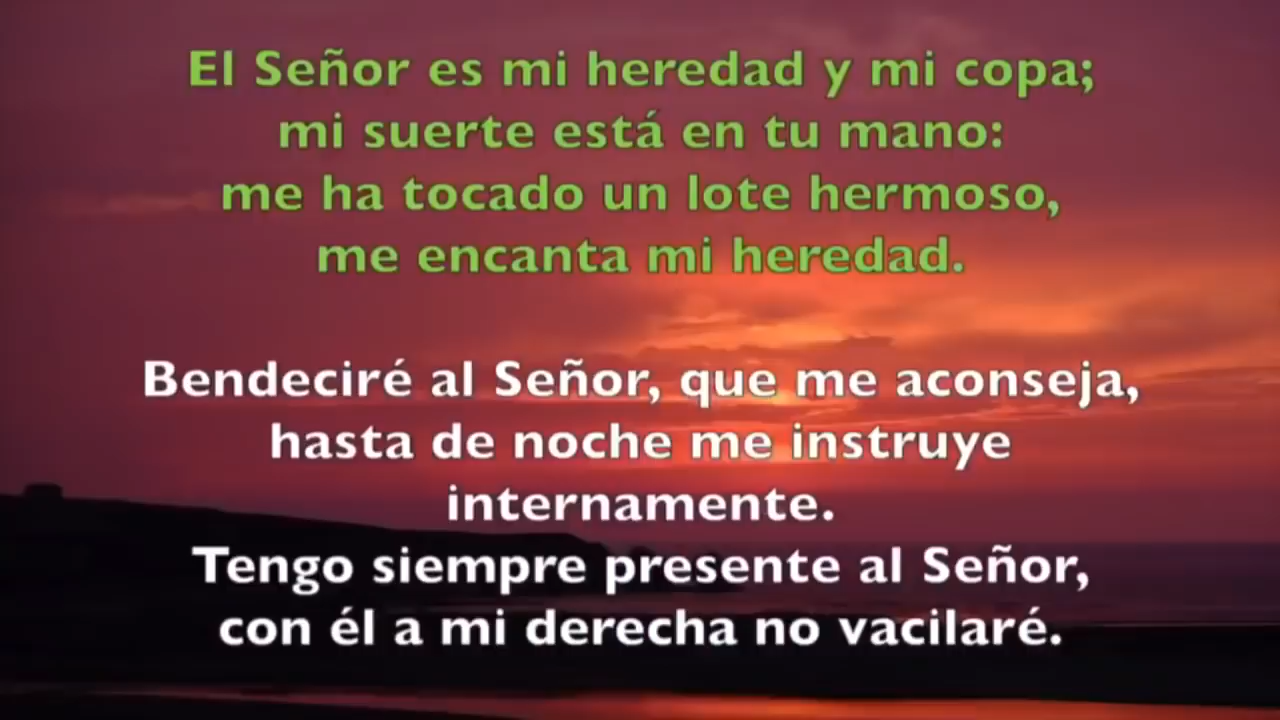 El Señor es mi heredad y mi copa;
mi suerte está en tu mano:
me ha tocado un lote hermoso,
me encanta mi heredad.
Bendeciré al Señor, que me aconseja,
hasta de noche me instruye
internamente.
Tengo siempre presente al Señor,
con él a mi derecha no vacilaré.